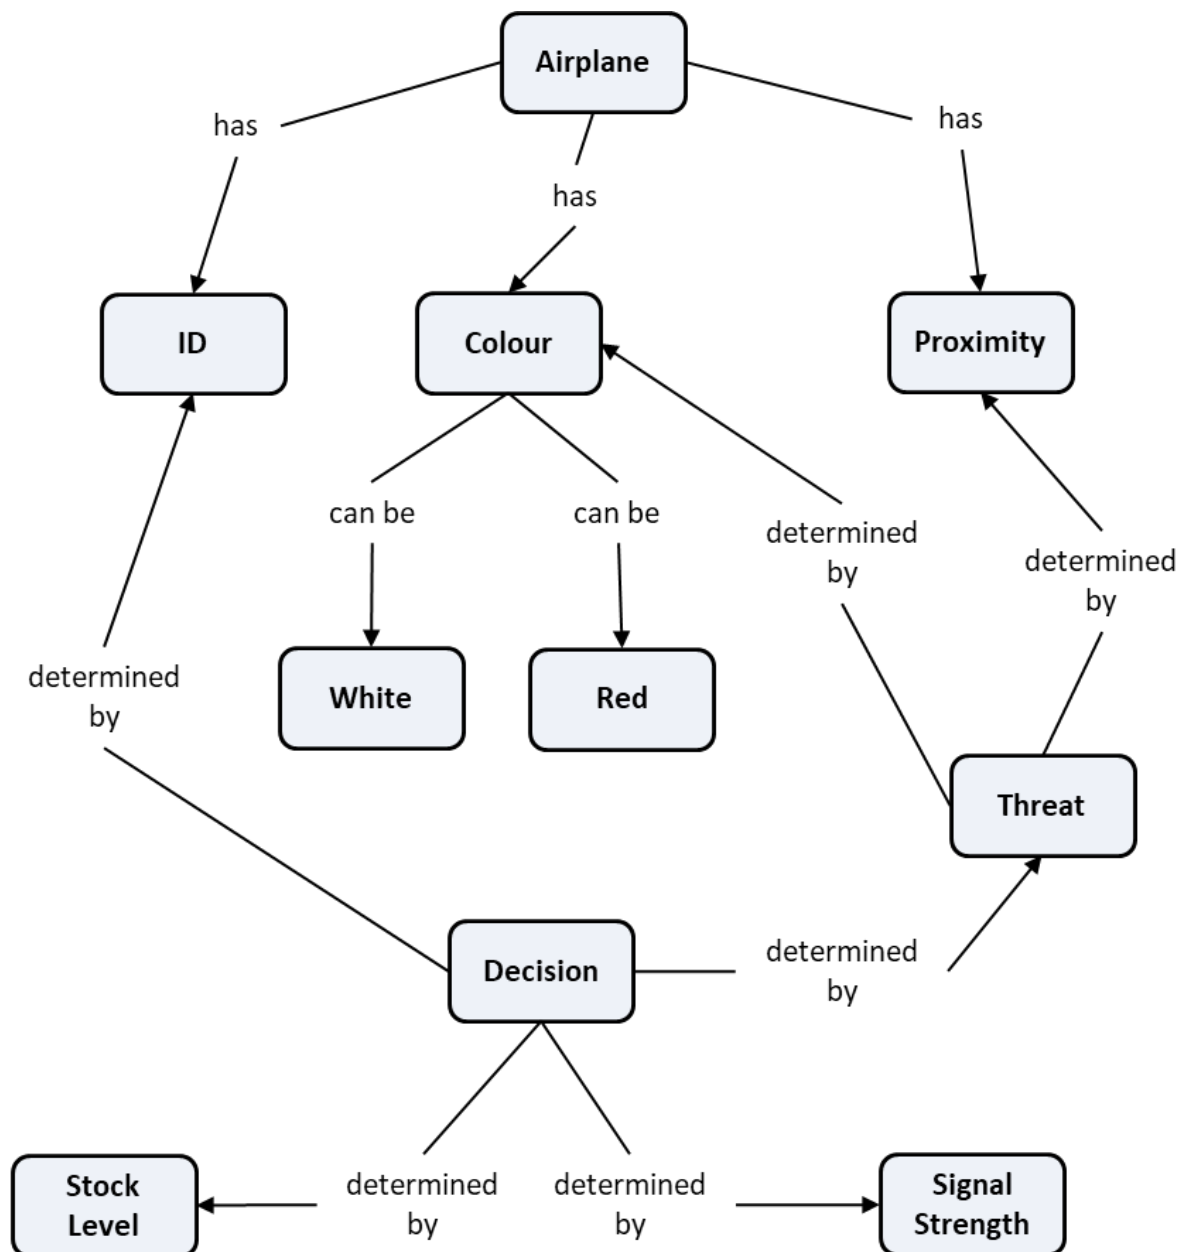 Airplane
has
has
has
ID
Colour
Proximity
can be
can be
determined
by
determined
by
determined
by
White
Red
Threat
Decision
determined
by
Stock
Level
determined
by
determined
by
Signal
Strength